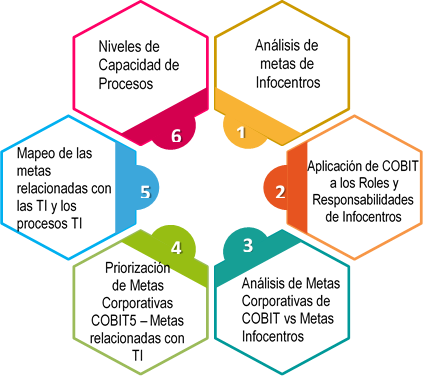 Análisis de
metas de
Infocentros
1
Aplicación de COBIT
a los Roles y
Responsabilidades
de Infocentros
2
3
Análisis de Metas
Corporativas de
COBIT vs Metas
Infocentros
4
Priorización
de Metas
Corporativas
COBIT5 – Metas
relacionadas con
TI
Mapeo de las
metas
relacionadas con
las TI y los
procesos TI
5
Niveles de
Capacidad de
Procesos
6